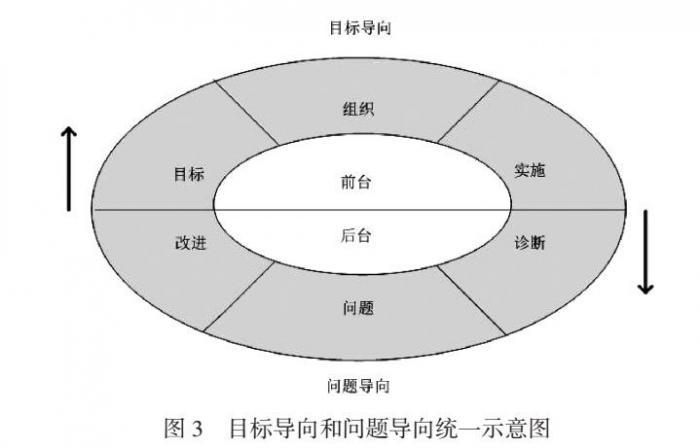 目标导向
组织
目标
实施
前台
后台
改进
诊断
问题
问题导向
图 3 目标导向和问题导向统一示意图